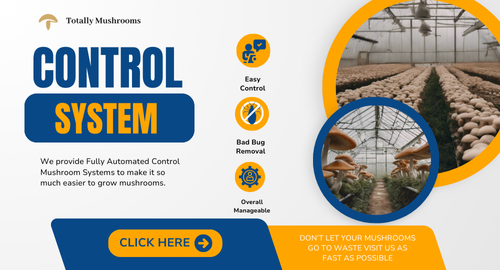 Totally Mushrooms
CONTROL
SYSTEM
We provide Fully Automated Control
Mushroom Systems to make it so
much easier to grow mushrooms.
Easy
Control
Bad Bug
Removal
Overall
Manageable
CLICK HERE
DON'T LET YOUR MUSHROOMS
GO TO WASTE VISIT US AS
FAST AS POSSIBLE